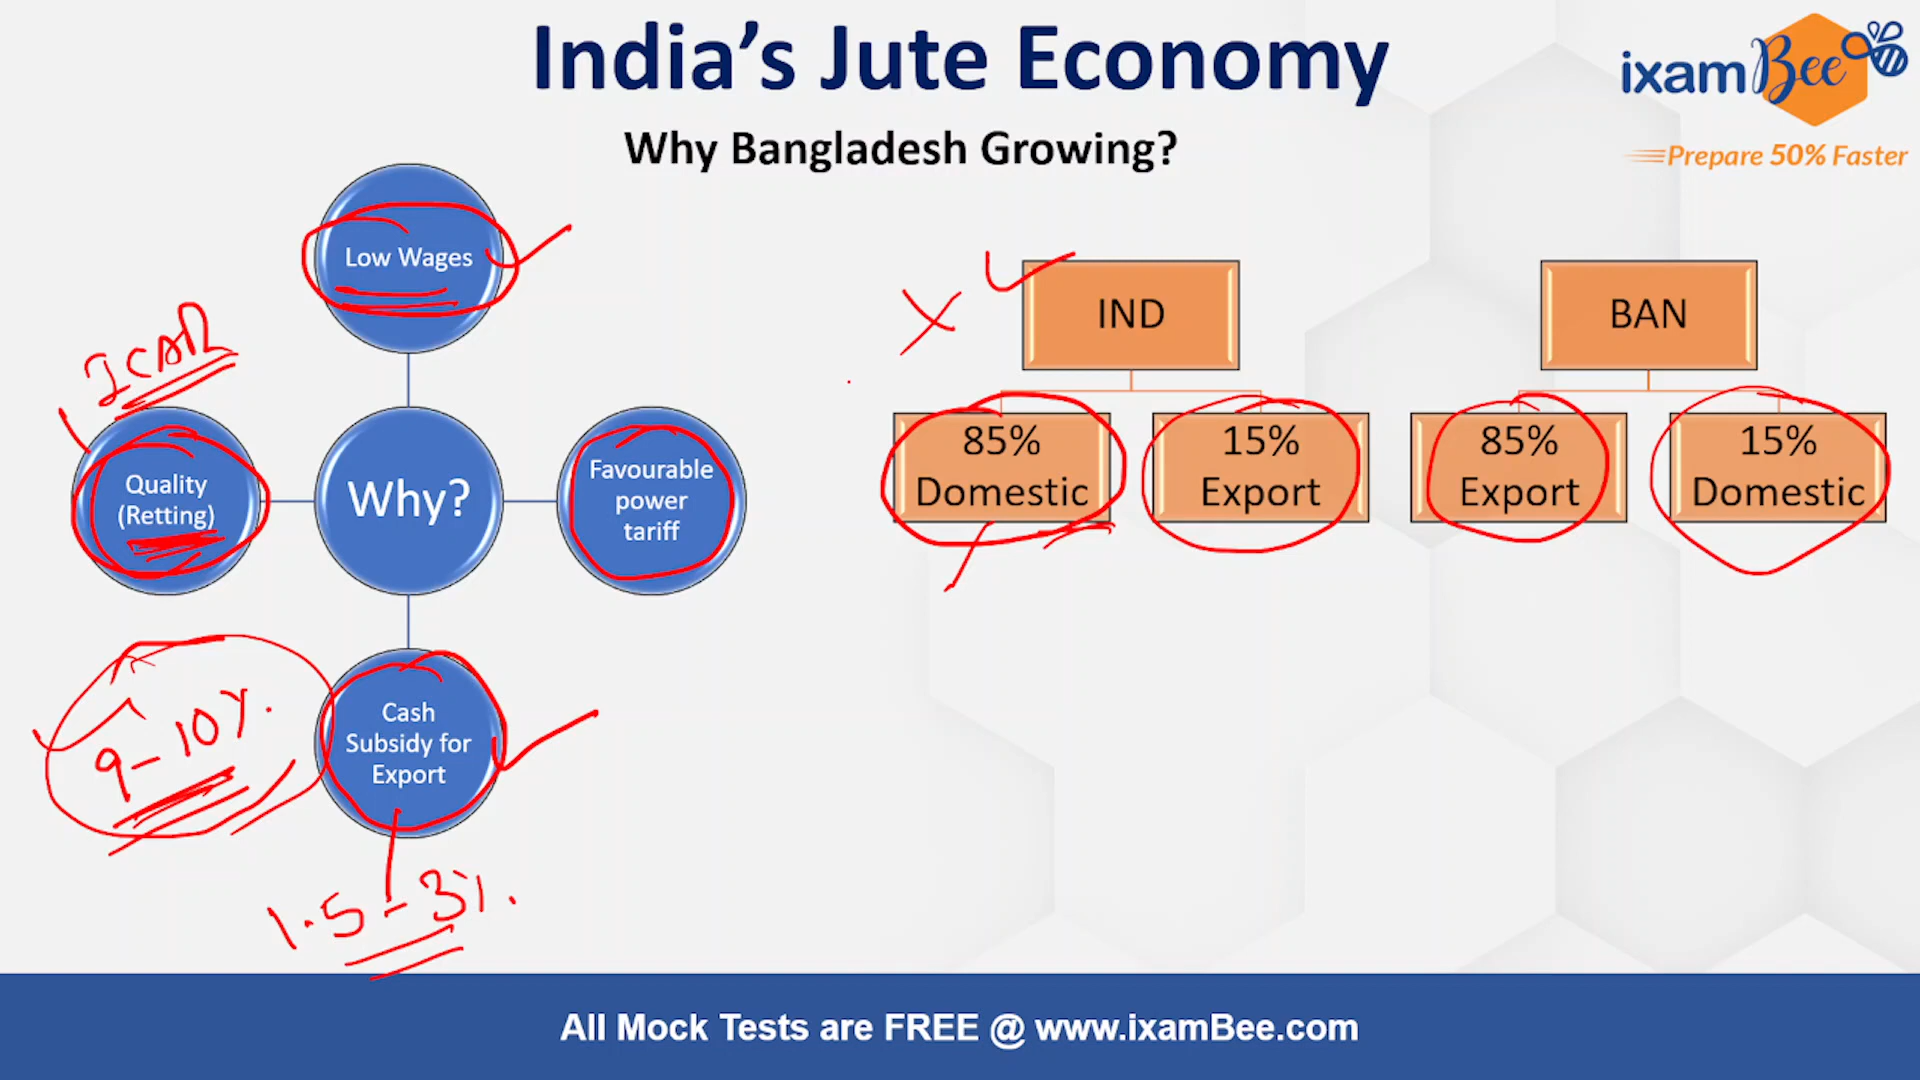 India's Jute Economy
ixamBee
Prepare 50% Faster
Why Bangladesh Growing?
Low Wages
ICAR
Quality
(Retting)
Why?
Favourable
power
tariff
Cash
Subsidy for
Export
9-10%.
1.5-3%.
IND
85%
Domestic
15%
Export
BAN
85%
Export
15%
Domestic
All Mock Tests are FREE @ www.ixamBee.com